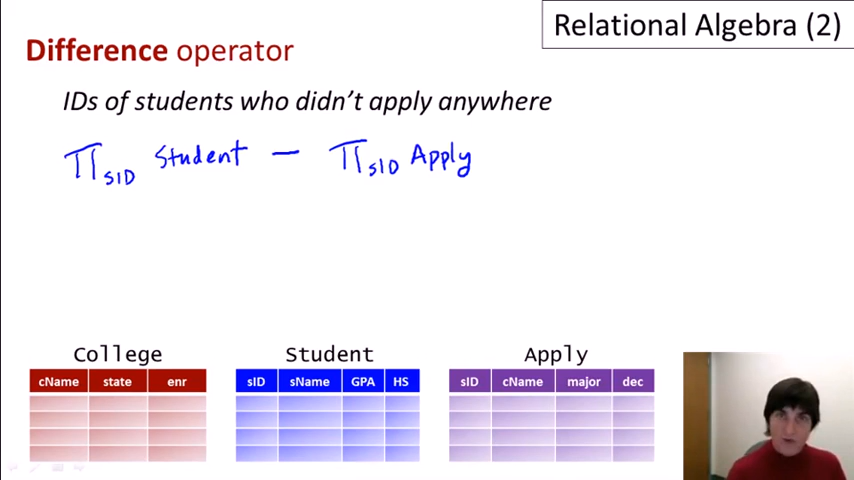 Relational Algebra (2)
Difference operator
IDs of students who didn't apply anywhere
π sID Student − π sID Apply
College Student Apply
cName state enr sID sName GPA HS sID cName major dec